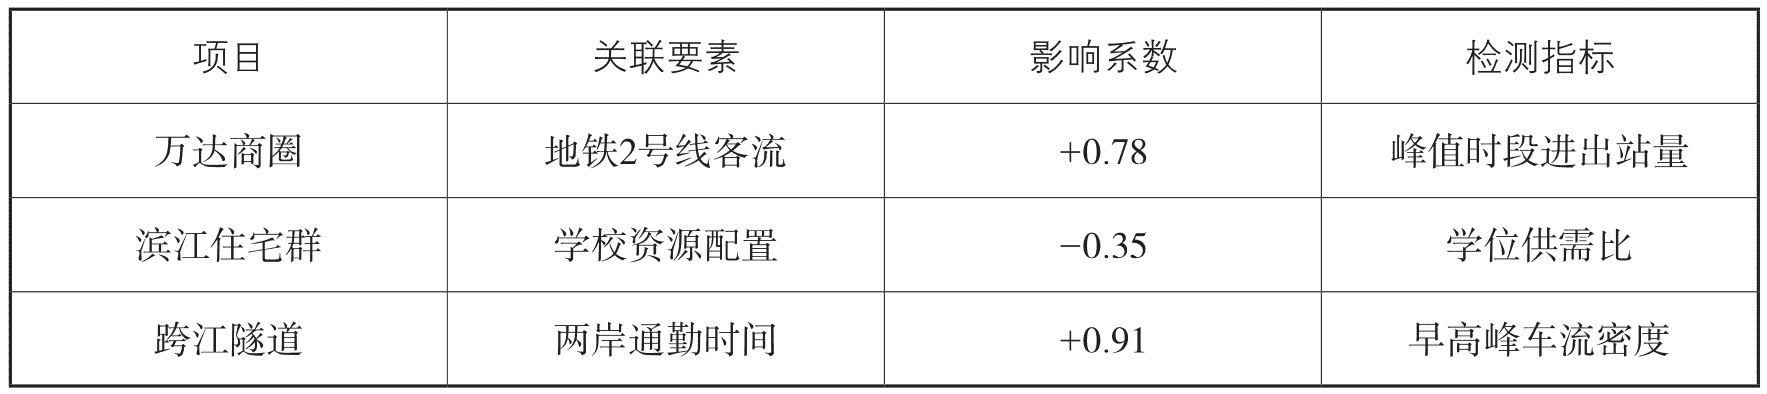 项目 关联要素 影响系数 检测指标
万达商圈 地铁2号线客流 +0.78 峰值时段进出站量
滨江住宅群 学校资源配置 −0.35 学位供需比
跨江隧道 两岸通勤时间 +0.91 早高峰车流密度